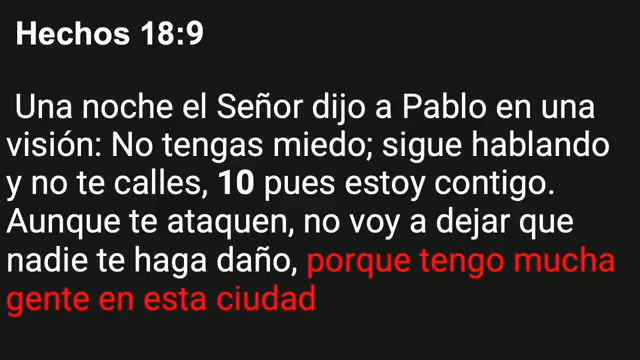 Hechos 18:9
Una noche el Señor dijo a Pablo en una
visión: No tengas miedo; sigue hablando
y no te calles, 10 pues estoy contigo.
Aunque te ataquen, no voy a dejar que
nadie te haga daño, porque tengo mucha
gente en esta ciudad